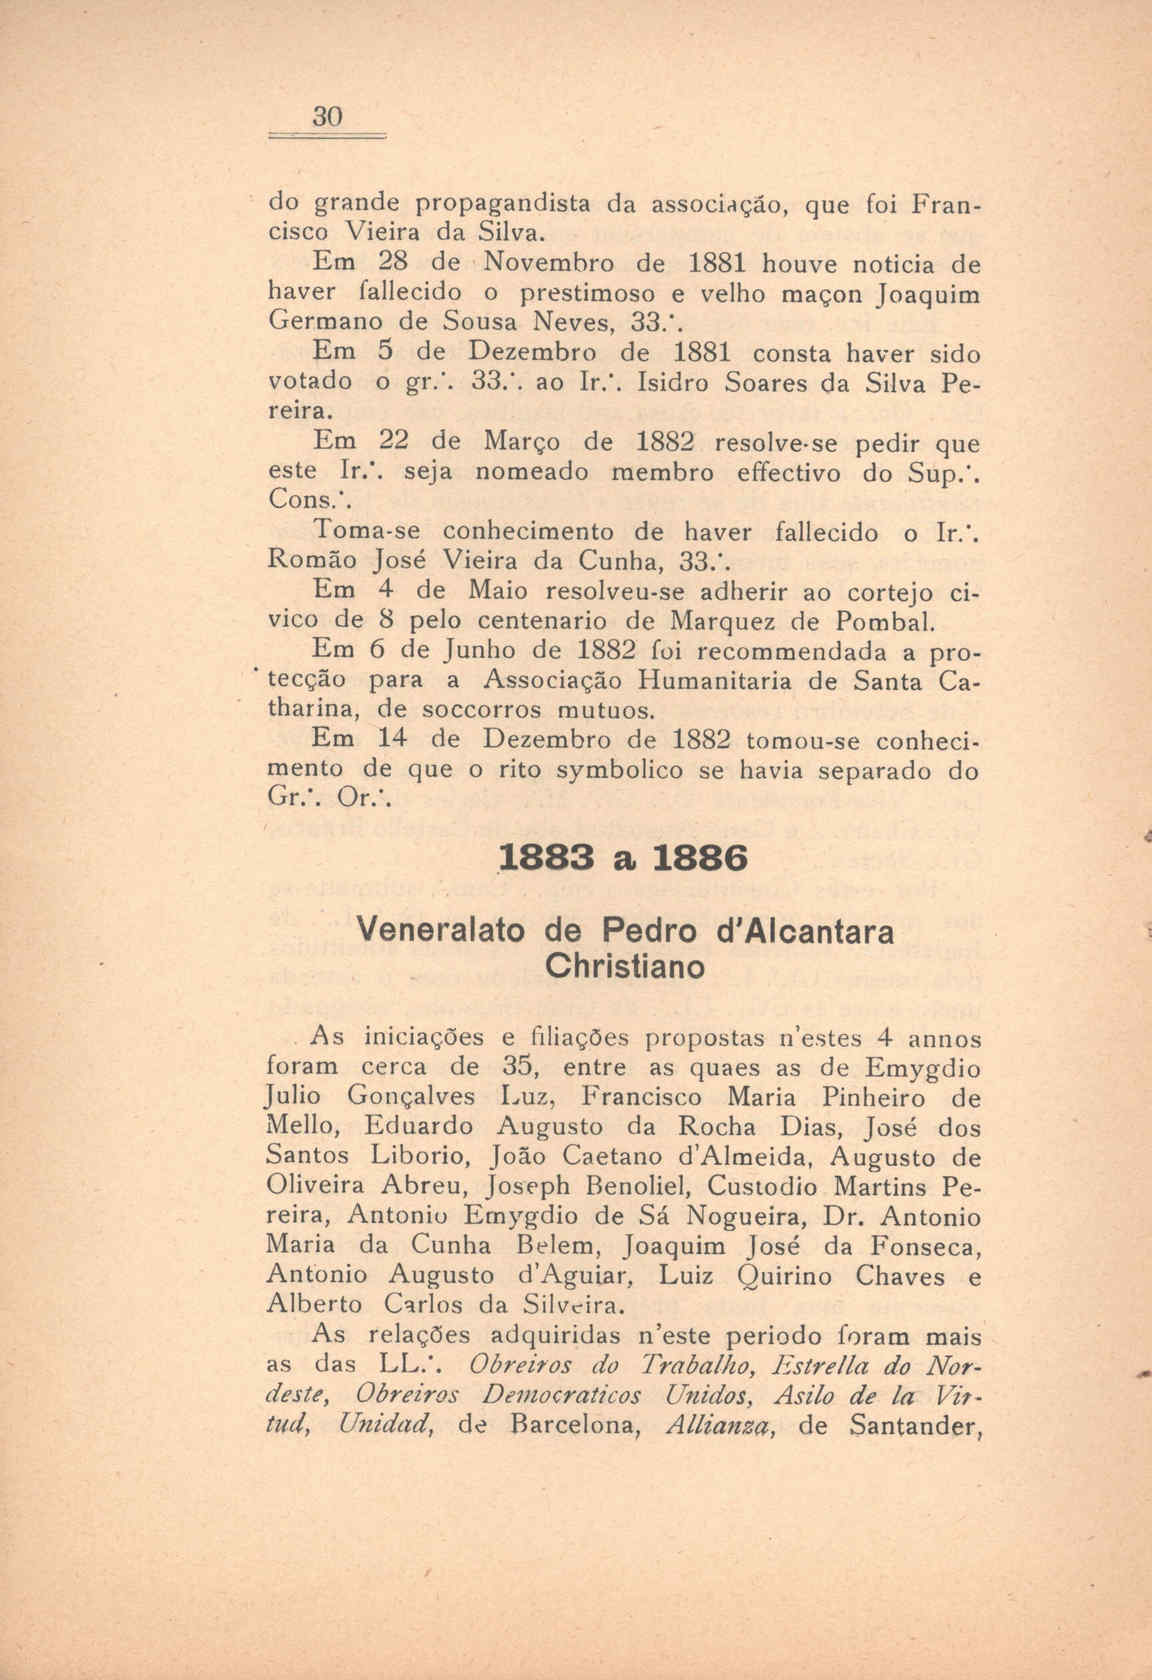 30
do grande propagandista da associação, que foi Fran-
cisco Vieira da Silva.
Em 28 de Novembro de 1881 houve noticia de
haver fallecido o prestimoso e velho maçon Joaquim
Germano de Sousa Neves, 33.∴
Em 5 de Dezembro de 1881 consta haver sido
votado o gr.∴ 33.∴ ao Ir.∴ Isidro Soares da Silva Pe-
reira.
Em 22 de Março de 1882 resolve-se pedir que
este Ir.∴ seja nomeado membro effectivo do Sup.∴
Cons.∴
Toma-se conhecimento de haver fallecido o Ir.∴
Romão José Vieira da Cunha, 33.∴
Em 4 de Maio resolveu-se adherir ao cortejo ci-
vico de 8 pelo centenario de Marquez de Pombal.
Em 6 de Junho de 1882 foi recommendada a pro-
tecção para a Associação Humanitaria de Santa Ca-
tharina, de soccorros mutuos.
Em 14 de Dezembro de 1882 tomou-se conheci-
mento de que o rito symbolico se havia separado do
Gr.∴ Or.∴
1883 a 1886
Veneralato de Pedro d'Alcantara
Christiano
As iniciações e filiações propostas n'estes 4 annos
foram cerca de 35, entre as quaes as de Emygdio
Julio Gonçalves Luz, Francisco Maria Pinheiro de
Mello, Eduardo Augusto da Rocha Dias, José dos
Santos Liborio, João Caetano d'Almeida, Augusto de
Oliveira Abreu, Joseph Benoliel, Custodio Martins Pe-
reira, Antonio Emygdio de Sá Nogueira, Dr. Antonio
Maria da Cunha Belem, Joaquim José da Fonseca,
Antonio Augusto d'Aguiar, Luiz Quirino Chaves e
Alberto Carlos da Silveira.
As relações adquiridas n'este periodo foram mais
as das LL.∴ Obreiros do Trabalho, Estrella do Nor-
deste, Obreiros Democraticos Unidos, Asilo de la Vir-
tud, Unidad, de Barcelona, Allianza, de Santander,